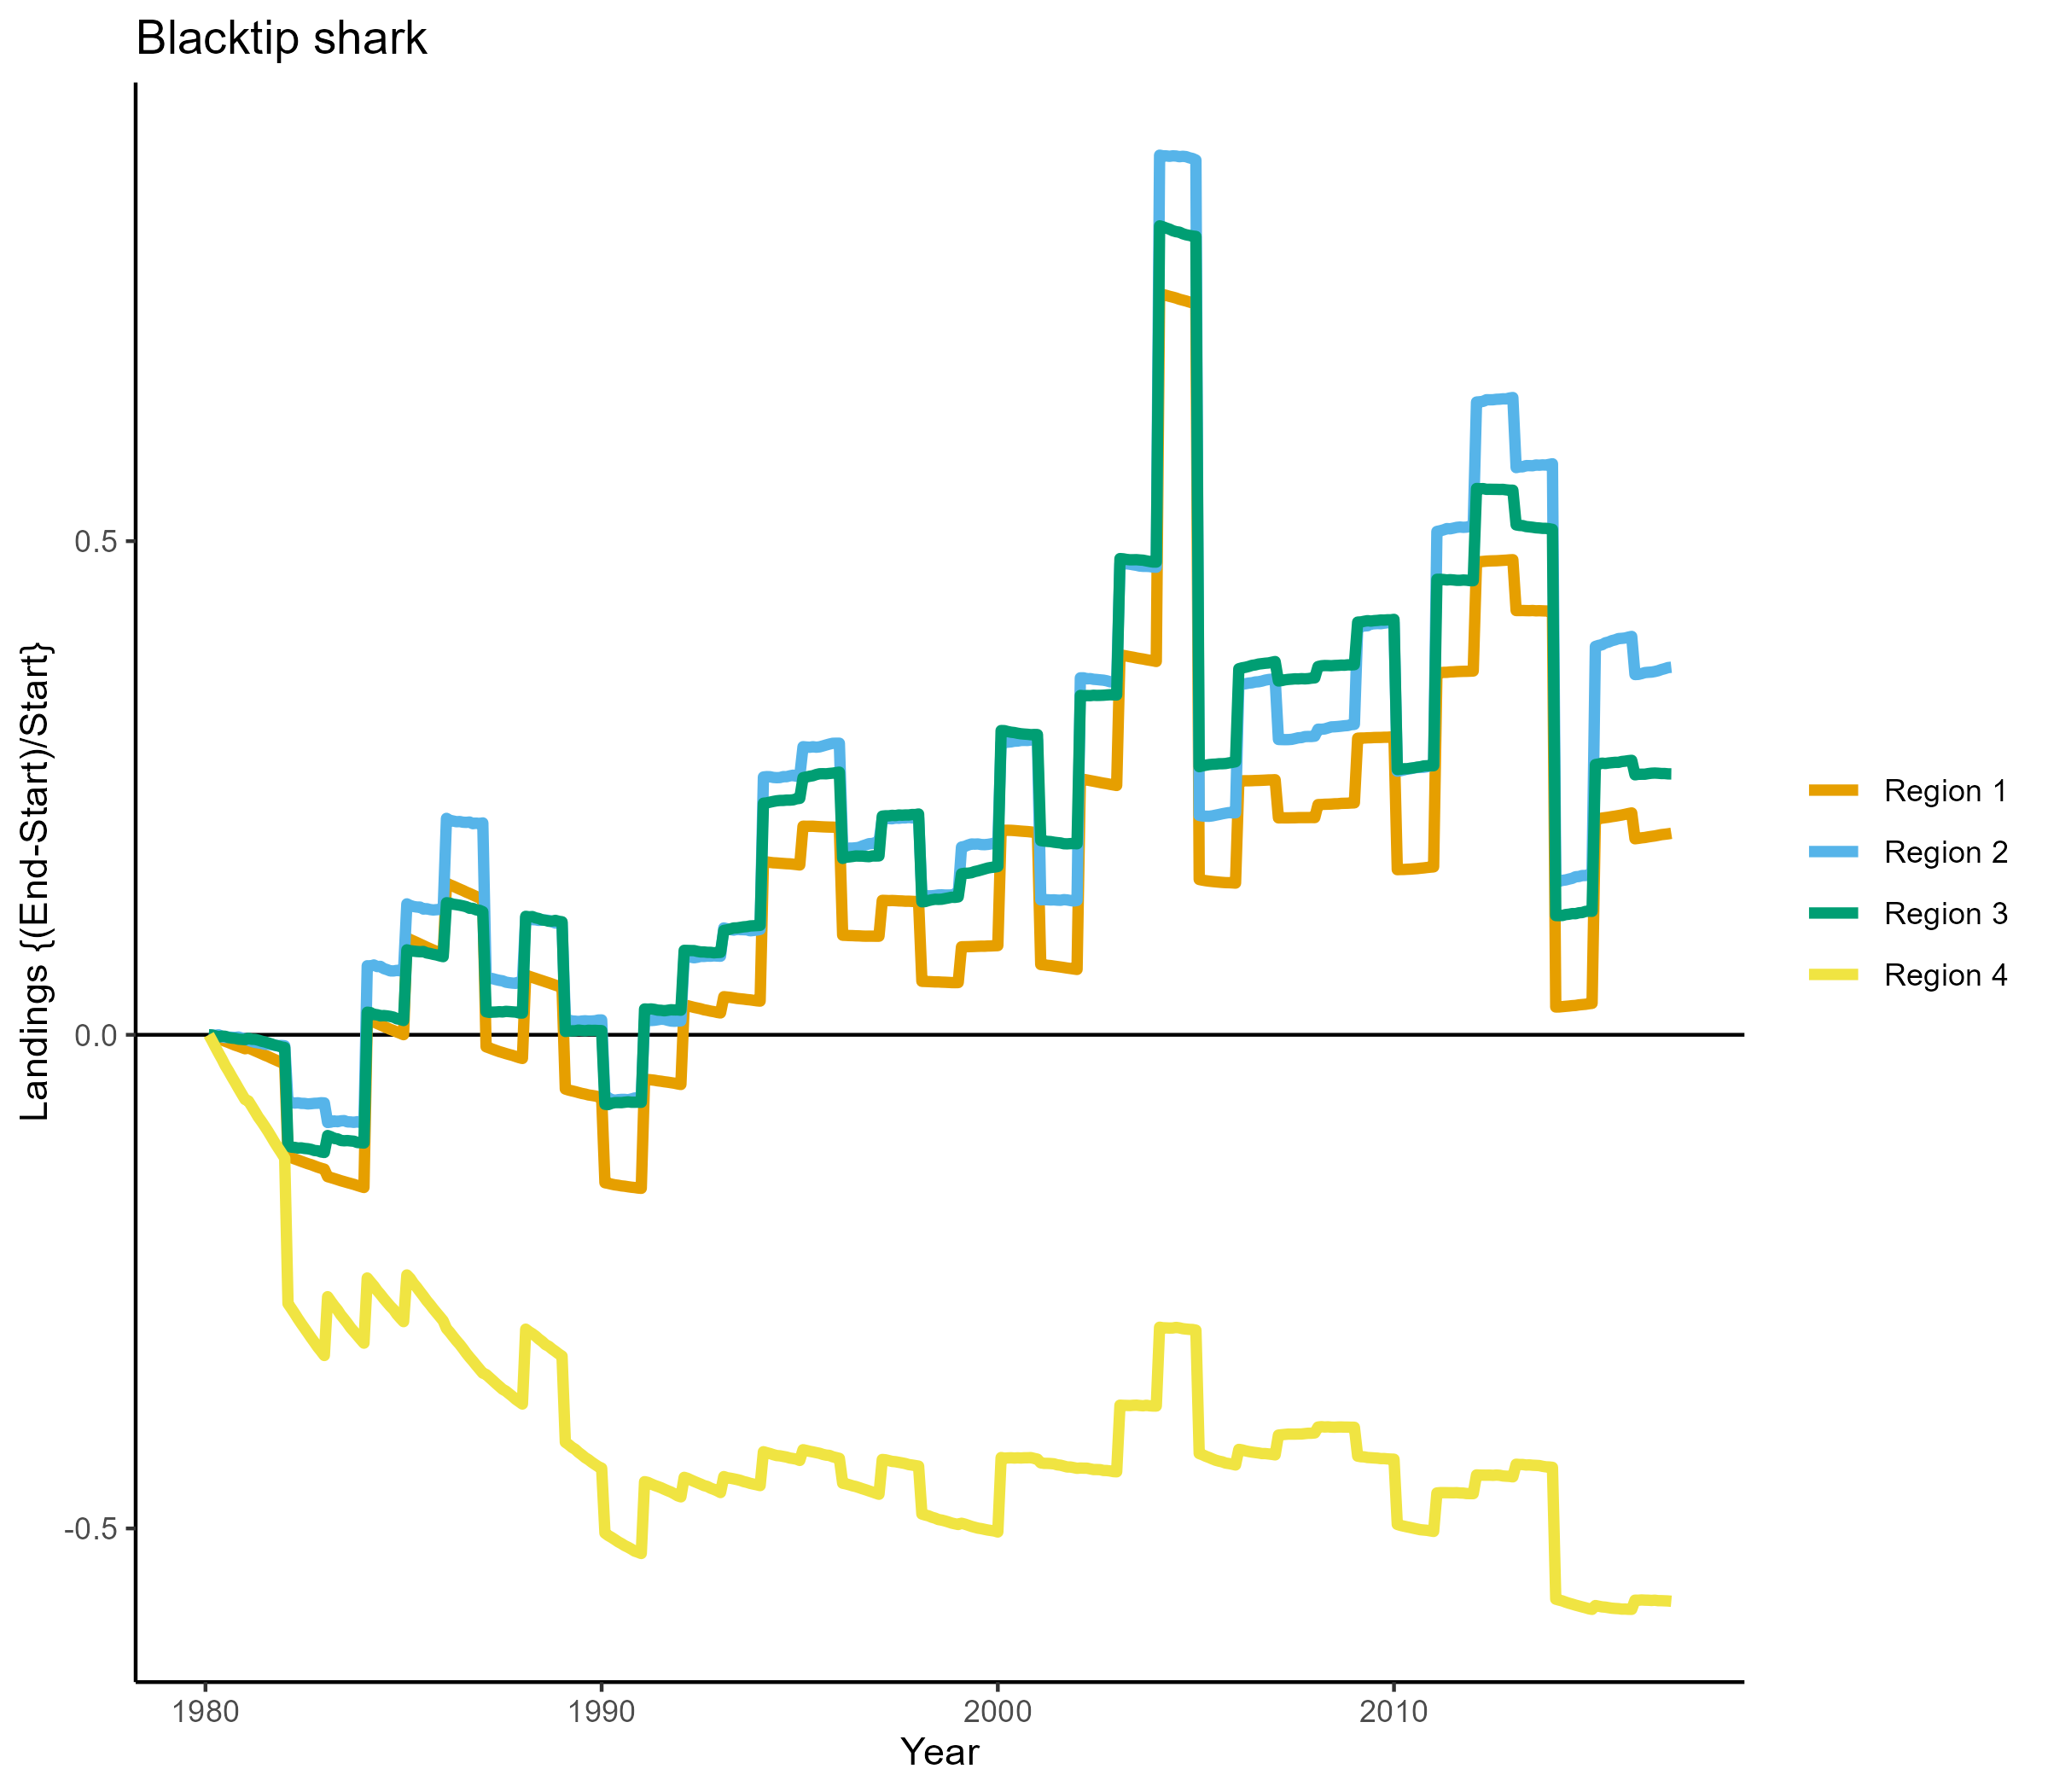 Blacktip shark
Landings {(End-Start)/Start}
0.5
0.0
-0.5
1980
1990
2000
2010
Year
Region 1
Region 2
Region 3
Region 4